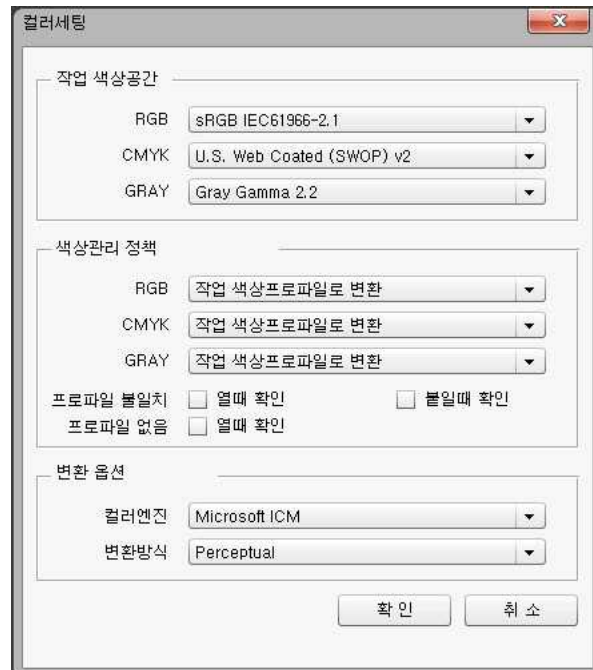 컬러세팅
작업 색상공간
RGB sRGB IEC61966-2.1
CMYK U.S. Web Coated (SWOP) v2
GRAY Gray Gamma 2.2
색상관리 정책
RGB 작업 색상프로파일로 변환
CMYK 작업 색상프로파일로 변환
GRAY 작업 색상프로파일로 변환
프로파일 불일치 열때 확인 붙일때 확인
프로파일 없음 열때 확인
변환 옵션
컬러엔진 Microsoft ICM
변환방식 Perceptual
확 인 취 소